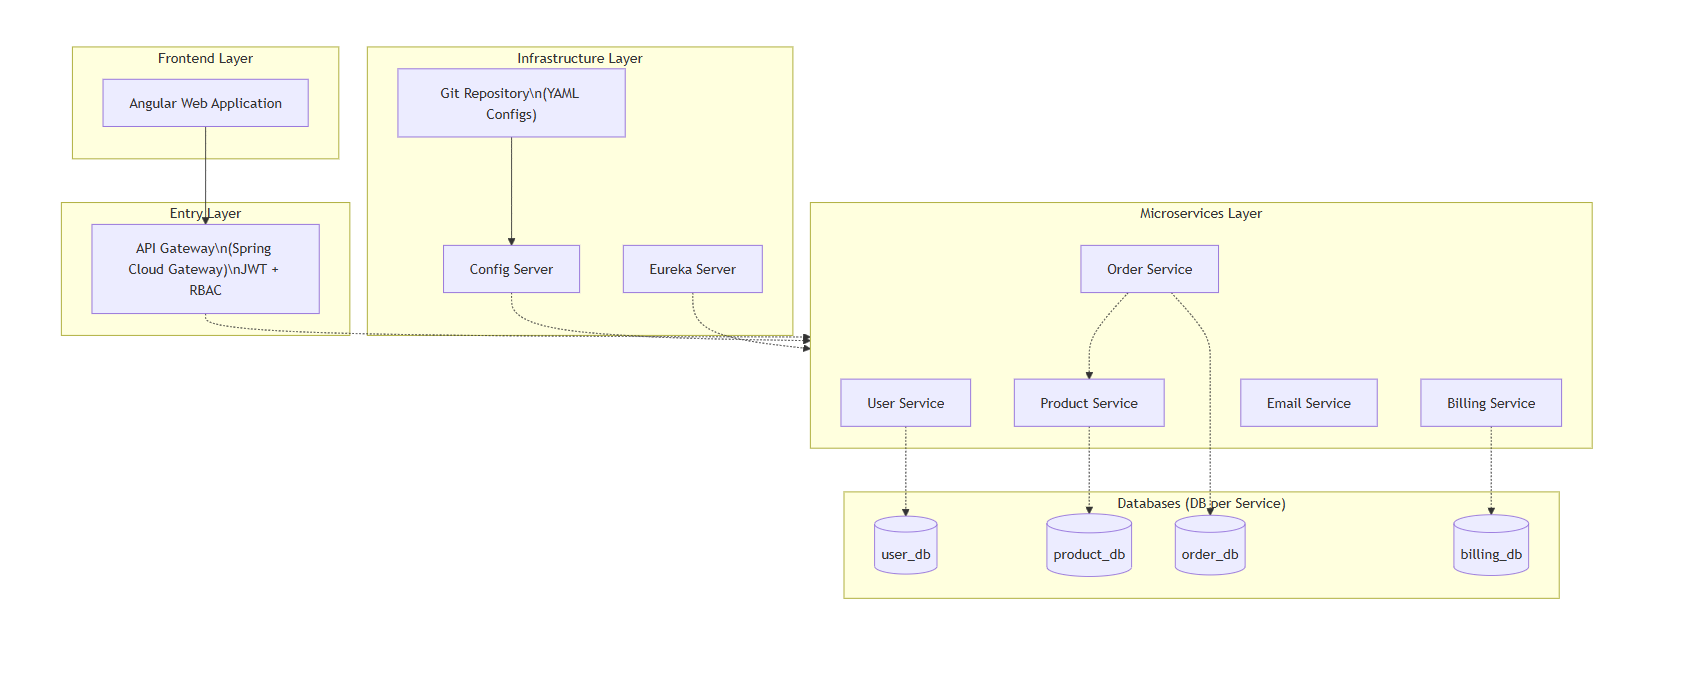 Frontend Layer
Angular Web Application
Infrastructure Layer
Git Repository\n(YAML
Configs)
Entry Layer
API Gateway\n(Spring
Cloud Gateway)\nJWT +
RBAC
Config Server
Eureka Server
Microservices Layer
Order Service
User Service
Product Service
Email Service
Billing Service
Databases (DB per Service)
user_db
product_db
order_db
billing_db